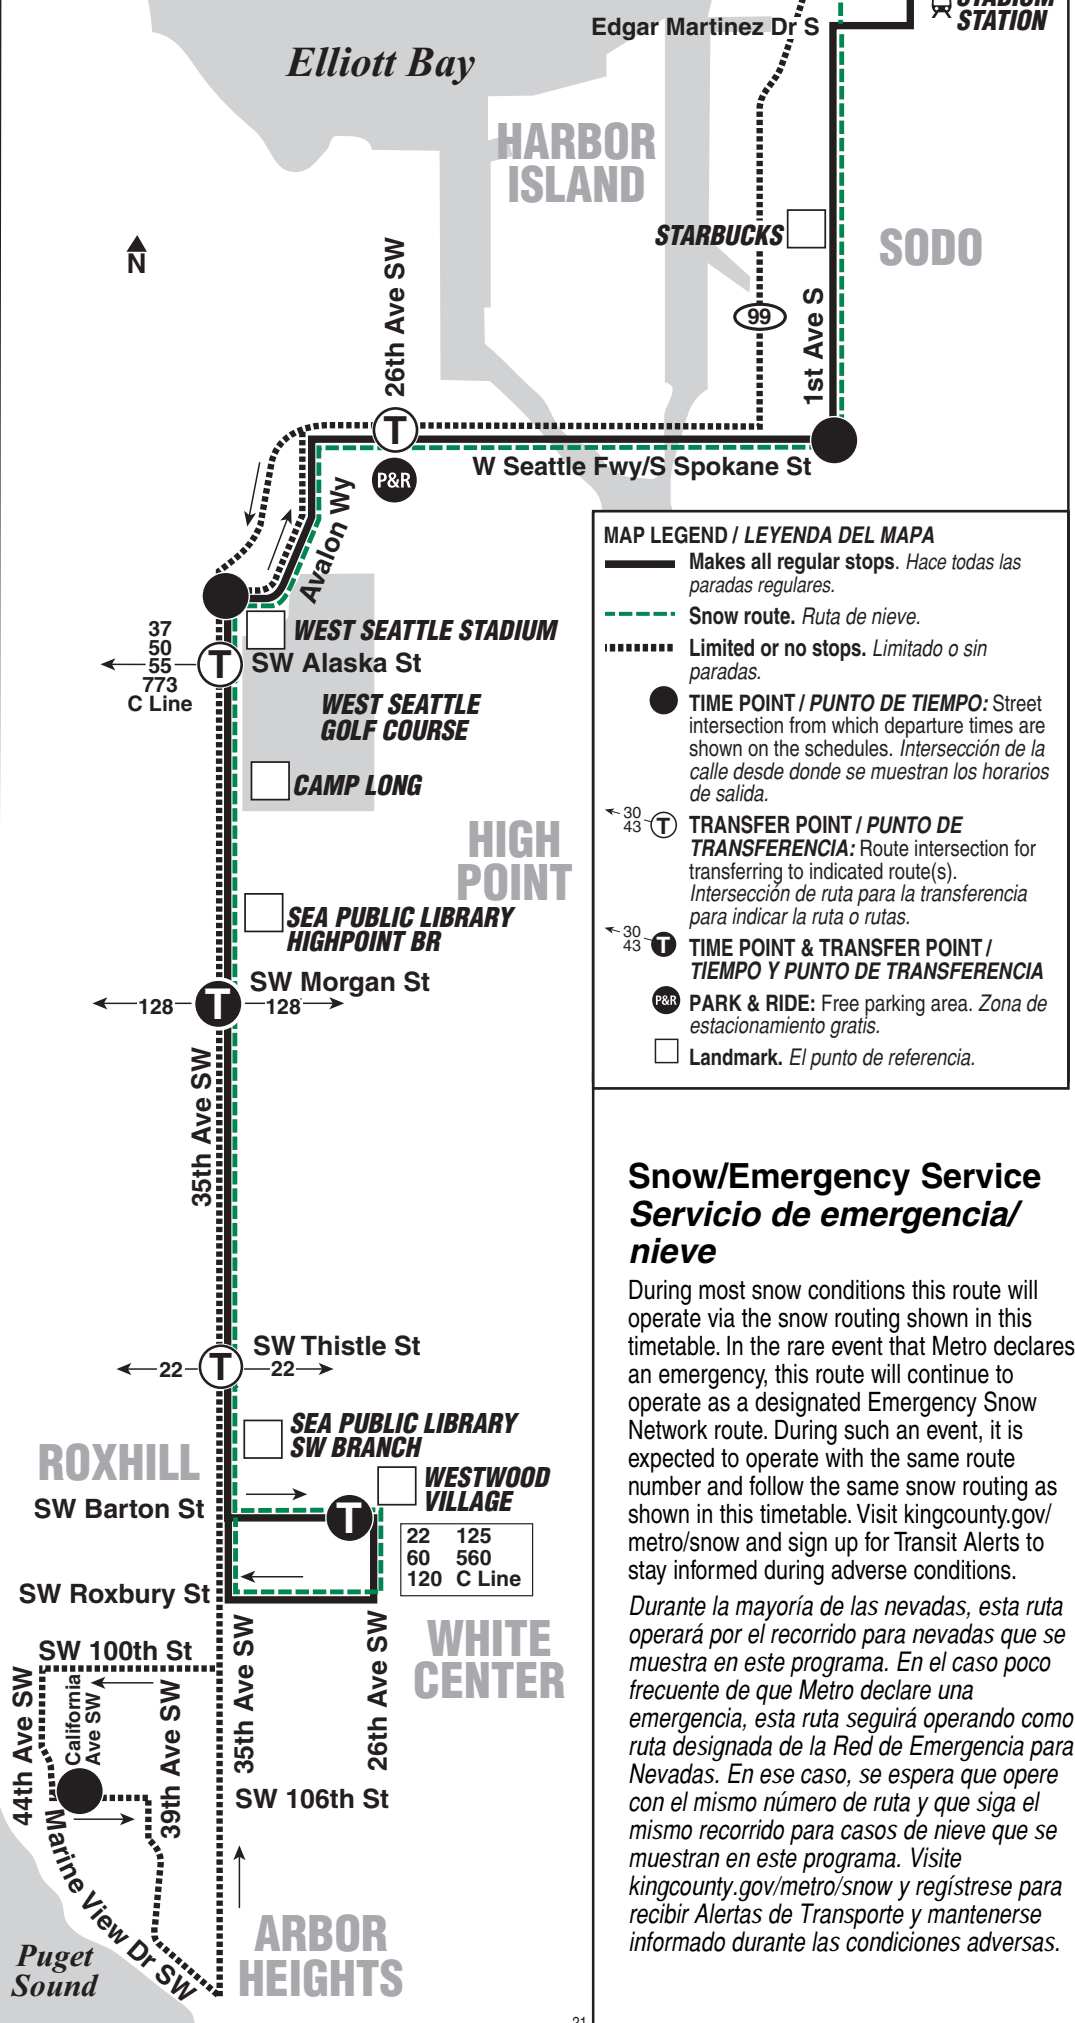 STADIUM
STATION
Edgar Martinez Dr S
Elliott Bay
HARBOR
ISLAND
STARBUCKS
SODO
N
26th Ave SW
99
1st Ave S
T
P&R
W Seattle Fwy/S Spokane St
Avalon Wy
WEST SEATTLE STADIUM
37
50
55
773
C Line
T
SW Alaska St
WEST SEATTLE
GOLF COURSE
CAMP LONG
HIGH
POINT
SEA PUBLIC LIBRARY
HIGHPOINT BR
SW Morgan St
128
T
128
35th Ave SW
SW Thistle St
22
T
22
SEA PUBLIC LIBRARY
SW BRANCH
ROXHILL
WESTWOOD
VILLAGE
SW Barton St
T
22 125
60 560
120 C Line
SW Roxbury St
WHITE
CENTER
SW 100th St
44th Ave SW
California
Ave SW
39th Ave SW
35th Ave SW
26th Ave SW
SW 106th St
Marine View Dr SW
ARBOR
HEIGHTS
Puget
Sound
MAP LEGEND / LEYENDA DEL MAPA
Makes all regular stops. Hace todas las
paradas regulares.
Snow route. Ruta de nieve.
Limited or no stops. Limitado o sin
paradas.
TIME POINT / PUNTO DE TIEMPO: Street
intersection from which departure times are
shown on the schedules. Intersección de la
calle desde donde se muestran los horarios
de salida.
30
43
T
TRANSFER POINT / PUNTO DE
TRANSFERENCIA: Route intersection for
transferring to indicated route(s).
Intersección de ruta para la transferencia
para indicar la ruta o rutas.
30
43
T
TIME POINT & TRANSFER POINT /
TIEMPO Y PUNTO DE TRANSFERENCIA
P&R
PARK & RIDE: Free parking area. Zona de
estacionamiento gratis.
Landmark. El punto de referencia.
Snow/Emergency Service
Servicio de emergencia/
nieve
During most snow conditions this route will
operate via the snow routing shown in this
timetable. In the rare event that Metro declares
an emergency, this route will continue to
operate as a designated Emergency Snow
Network route. During such an event, it is
expected to operate with the same route
number and follow the same snow routing as
shown in this timetable. Visit kingcounty.gov/
metro/snow and sign up for Transit Alerts to
stay informed during adverse conditions.
Durante la mayoría de las nevadas, esta ruta
operará por el recorrido para nevadas que se
muestra en este programa. En el caso poco
frecuente de que Metro declare una
emergencia, esta ruta seguirá operando como
ruta designada de la Red de Emergencia para
Nevadas. En ese caso, se espera que opere
con el mismo número de ruta y que siga el
mismo recorrido para casos de nieve que se
muestran en este programa. Visite
kingcounty.gov/metro/snow y regístrese para
recibir Alertas de Transporte y mantenerse
informado durante las condiciones adversas.
21